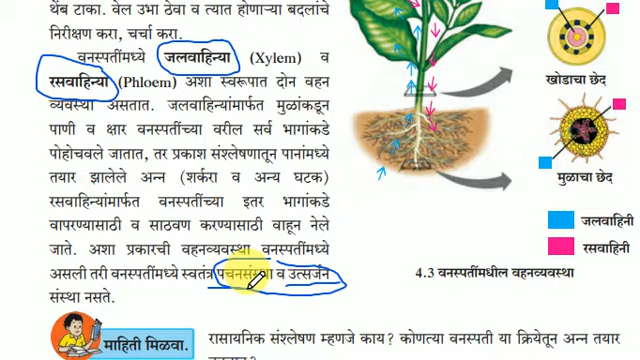 थेंब टाका. वेल उभा ठेवा व त्यात होणाऱ्या बदलांचे
निरीक्षण करा, चर्चा करा.
वनस्पतींमध्ये जलवाहिन्या (Xylem) व
रसवाहिन्या (Phloem) अशा स्वरूपात दोन वहन
व्यवस्था असतात. जलवाहिन्यांमार्फत मुळांकडून
पाणी व क्षार वनस्पतींच्या वरील सर्व भागांकडे
पोहोचवले जातात, तर प्रकाश संश्लेषणातून पानांमध्ये
तयार झालेले अन्न (शर्करा व अन्य घटक)
रसवाहिन्यांमार्फत वनस्पतींच्या इतर भागांकडे
वापरण्यासाठी व साठवण करण्यासाठी वाहून नेले
जाते. अशा प्रकारची वहनव्यवस्था वनस्पतींमध्ये
असली तरी वनस्पतींमध्ये स्वतंत्र पचनसंस्था व उत्सर्जन
संस्था नसते.
खोडाचा छेद
मुळाचा छेद
जलवाहिनी
रसवाहिनी
4.3 वनस्पतींमधील वहनव्यवस्था
माहिती मिळवा.
रासायनिक संश्लेषण म्हणजे काय? कोणत्या वनस्पती या क्रियेतून अन्न तयार